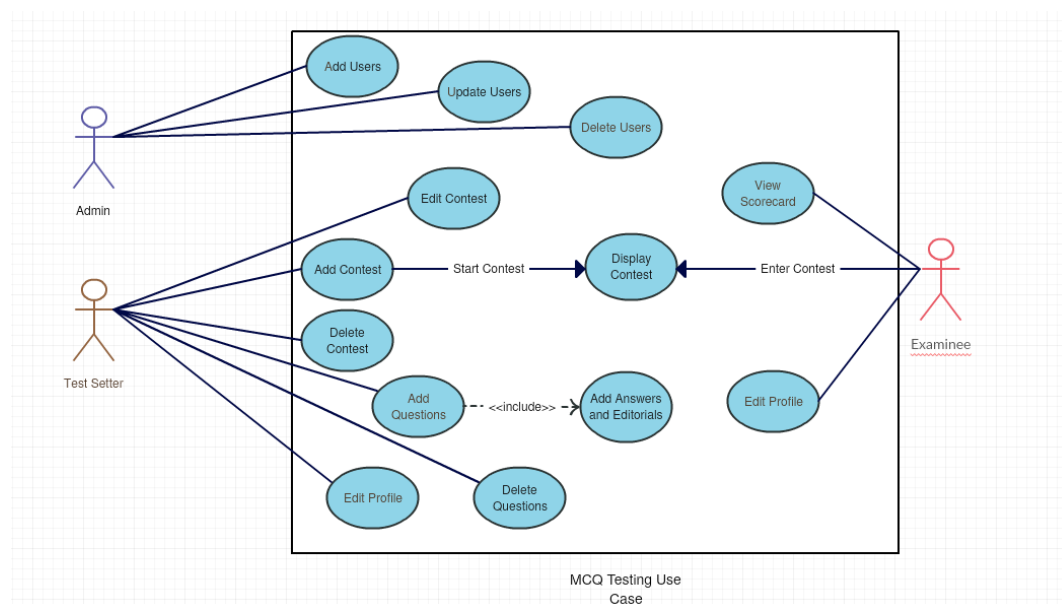 Add Users
Update Users
Delete Users
Admin
Edit Contest
View
Scorecard
Add Contest
Start Contest
Display
Contest
Enter Contest
Test Setter
Delete
Contest
Examinee
Add
Questions
<<include>>
Add Answers
and Editorials
Edit Profile
Edit Profile
Delete
Questions
MCQ Testing Use
Case